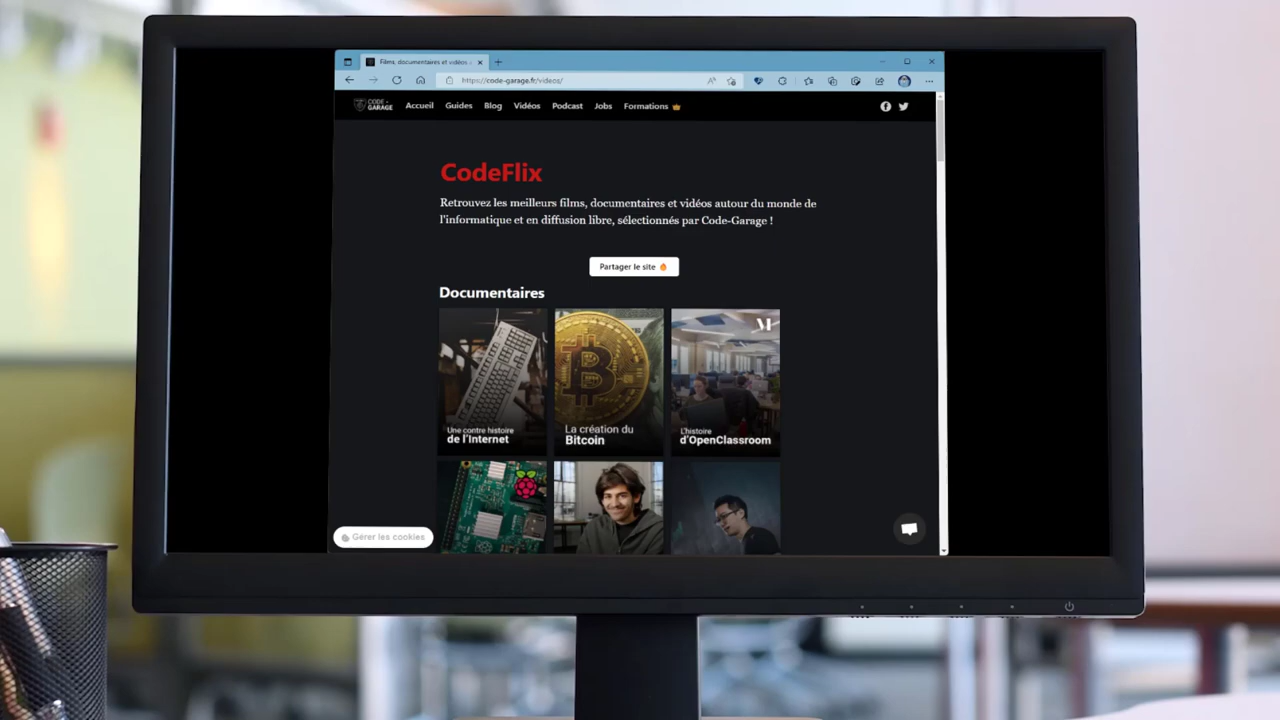 Films, documentaires et vidéos
https://code-garage.fr/videos/
CODE
GARAGE
Accueil Guides Blog Vidéos Podcast Jobs Formations
CodeFlix
Retrouvez les meilleurs films, documentaires et vidéos autour du monde de
l'informatique et en diffusion libre, sélectionnés par Code-Garage !
Partager le site
Documentaires
Une contre histoire
de l'Internet
La création du
Bitcoin
L'histoire
d'OpenClassroom
Gérer les cookies